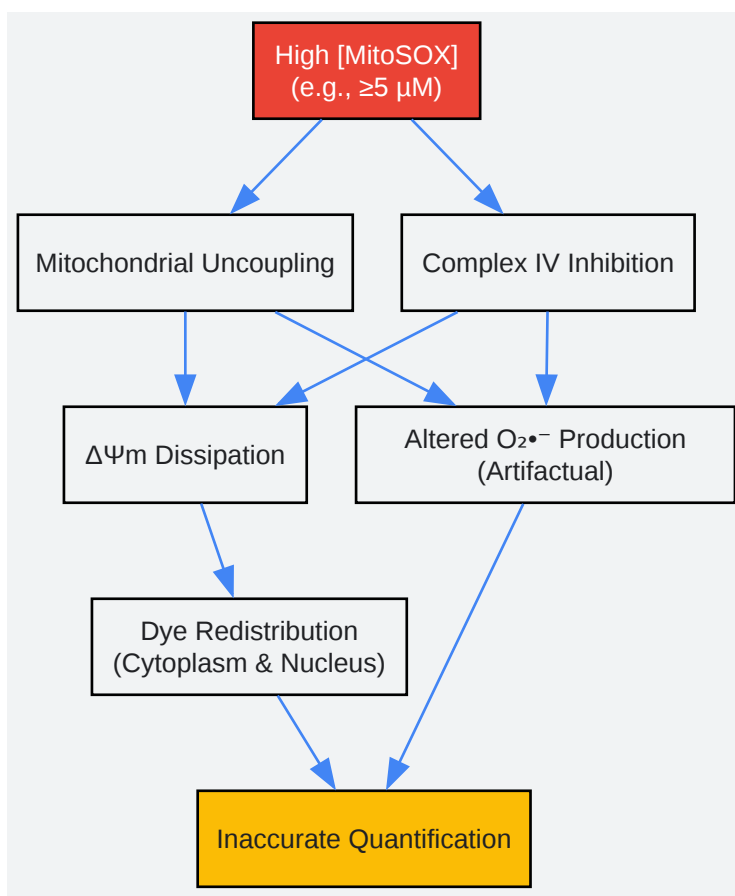 High [MitoSOX]
(e.g., ≥5 μM)
Mitochondrial Uncoupling
Complex IV Inhibition
ΔΨm Dissipation
Altered O₂•⁻ Production
(Artifactual)
Dye Redistribution
(Cytoplasm & Nucleus)
Inaccurate Quantification